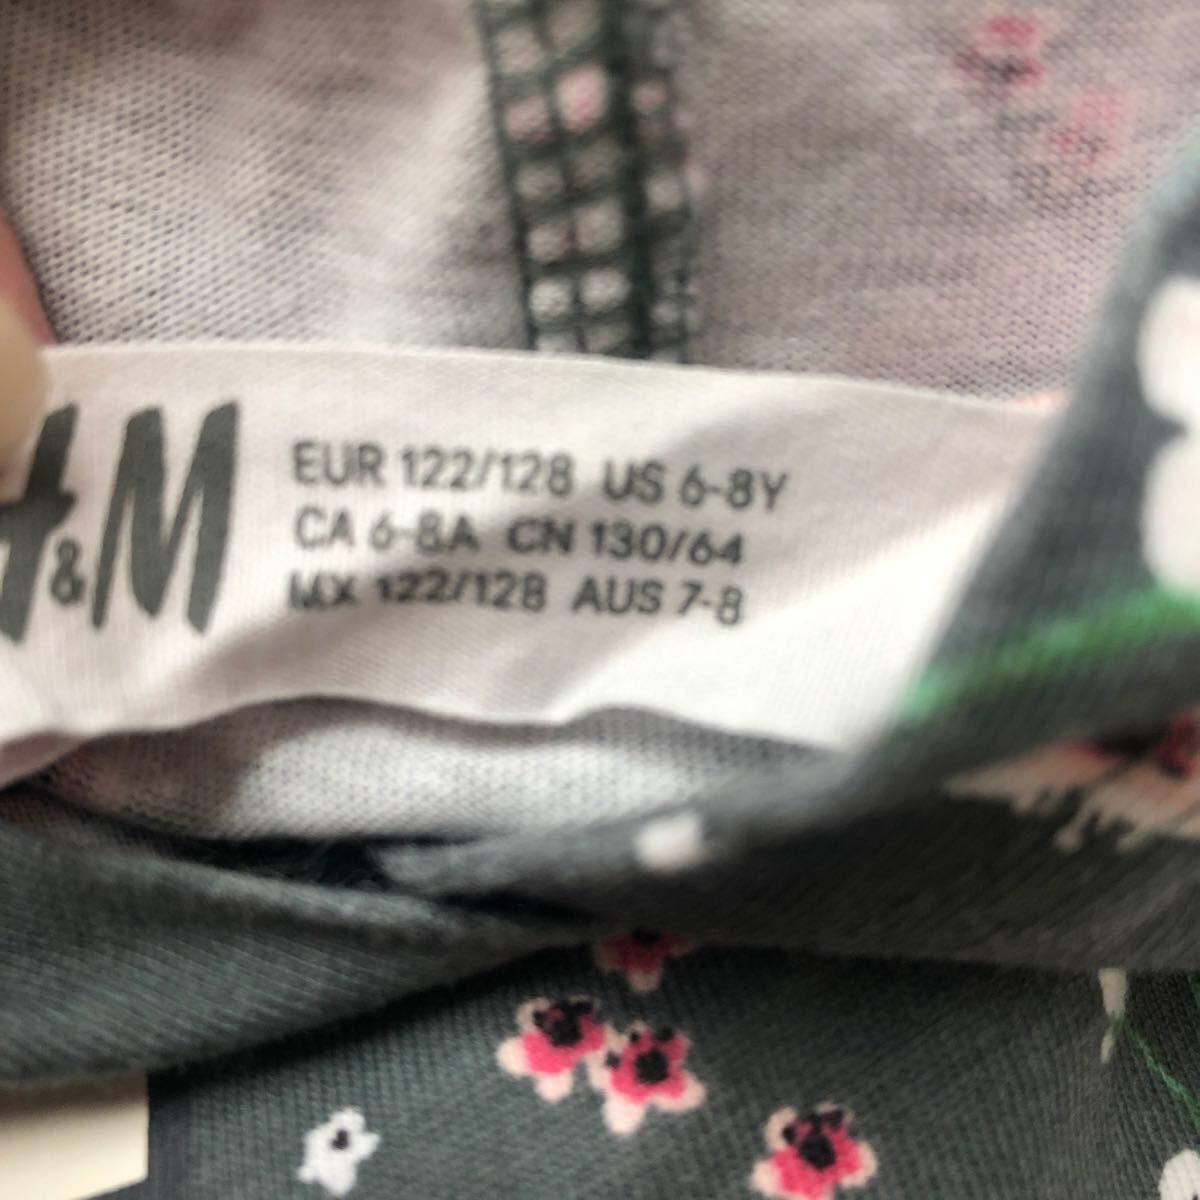 H&M
EUR 122/128 US 6-8Y
CA 6-8A CN 130/64
MX 122/128 AUS 7-8